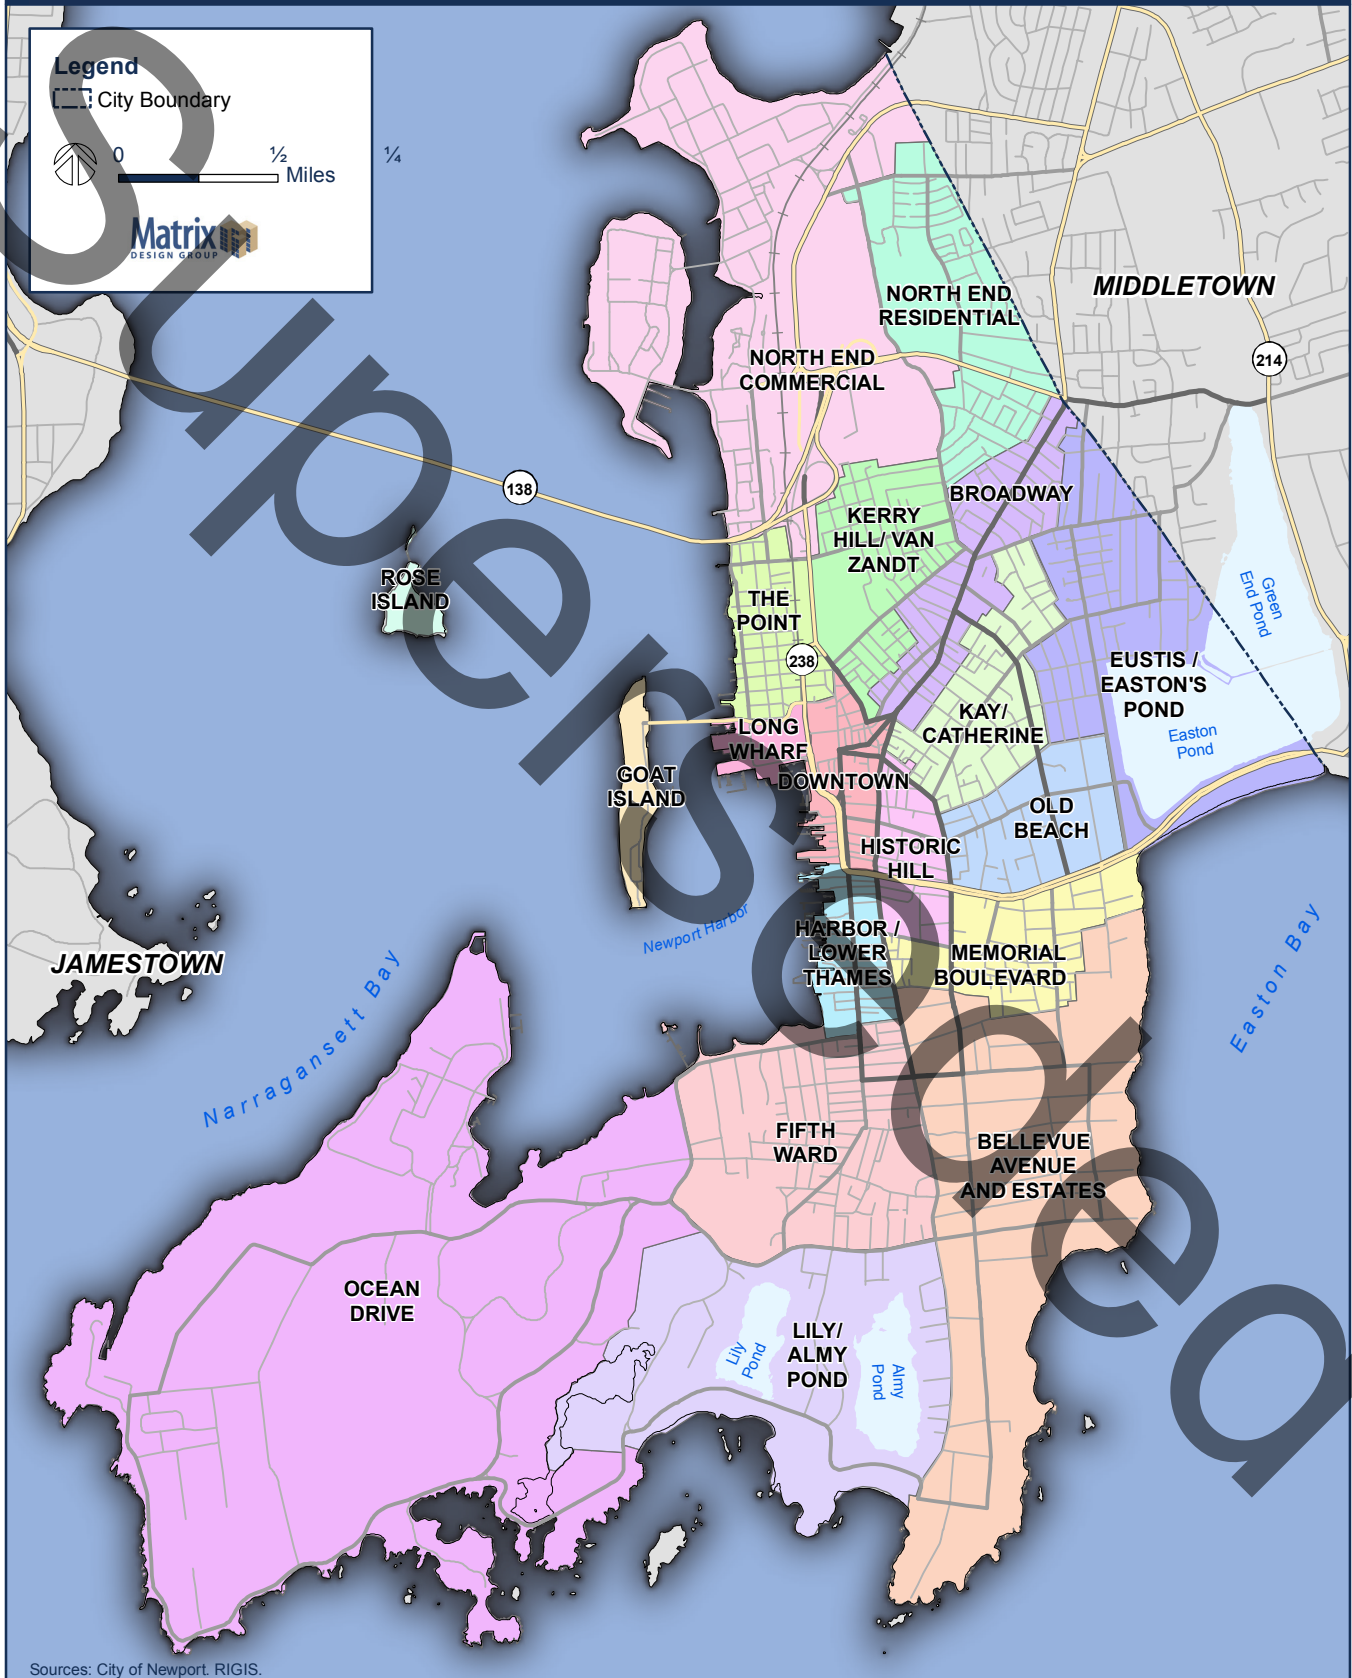 Legend
City Boundary
0 ½ ¼
Miles
Matrix
DESIGN GROUP
Superseded
MIDDLETOWN
214
NORTH END
RESIDENTIAL
NORTH END
COMMERCIAL
138
BROADWAY
KERRY
HILL/ VAN
ZANDT
ROSE
ISLAND
THE
POINT
Green
End Pond
238
EUSTIS /
EASTON'S
POND
KAY/
CATHERINE
LONG
WHARF
Easton
Pond
GOAT
ISLAND
DOWNTOWN
OLD
BEACH
HISTORIC
HILL
Newport Harbor
HARBOR /
LOWER
THAMES
MEMORIAL
BOULEVARD
JAMESTOWN
Narragansett Bay
Easton Bay
FIFTH
WARD
BELLEVUE
AVENUE
AND ESTATES
OCEAN
DRIVE
LILY/
ALMY
POND
Lily
Pond
Almy
Pond
Sources: City of Newport. RIGIS.